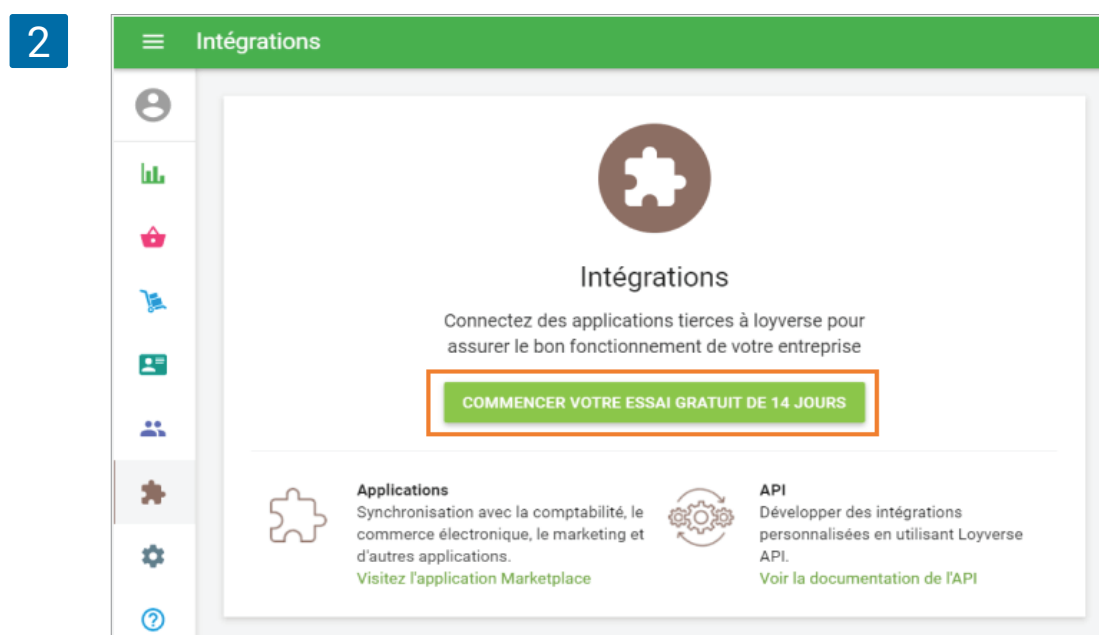 2
Intégrations
Intégrations
Connectez des applications tierces à loyverse pour
assurer le bon fonctionnement de votre entreprise
COMMENCER VOTRE ESSAI GRATUIT DE 14 JOURS
Applications
Synchronisation avec la comptabilité, le
commerce électronique, le marketing et
d'autres applications.
Visitez l'application Marketplace
API
Développer des intégrations
personnalisées en utilisant Loyverse
API.
Voir la documentation de l'API